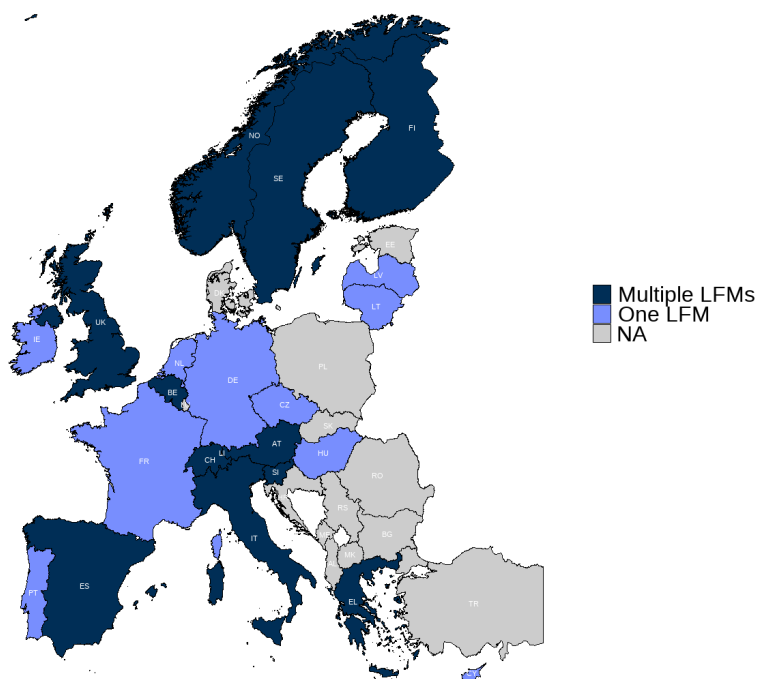 NO
FI
SE
EE
LV
LT
UK
IE
NL
DE
PL
BE
CZ
SK
FR
AT
HU
LI
CH
SI
RO
RS
IT
BG
MK
AL
ES
PT
EL
TR
Multiple LFMs
One LFM
NA